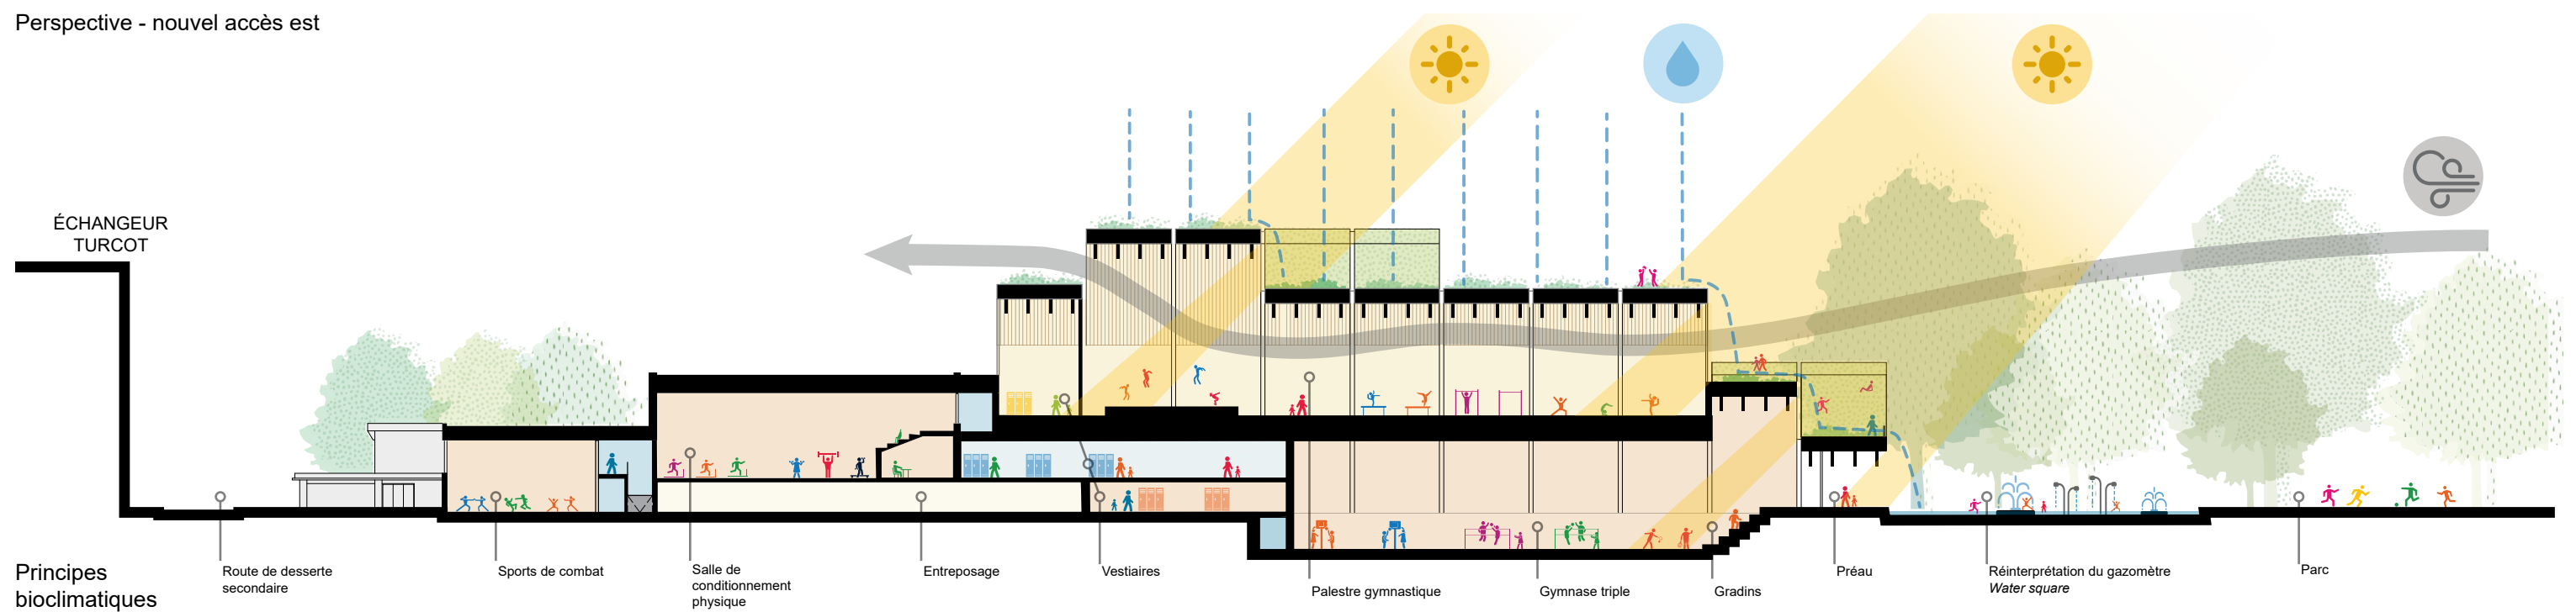 Perspective - nouvel accès est
ÉCHANGEUR
TURCOT
Principes
bioclimatiques
Route de desserte
secondaire
Sports de combat
Salle de
conditionnement
physique
Entreposage
Vestiaires
Palestre gymnastique
Gymnase triple
Gradins
Préau
Réinterprétation du gazomètre
Water square
Parc